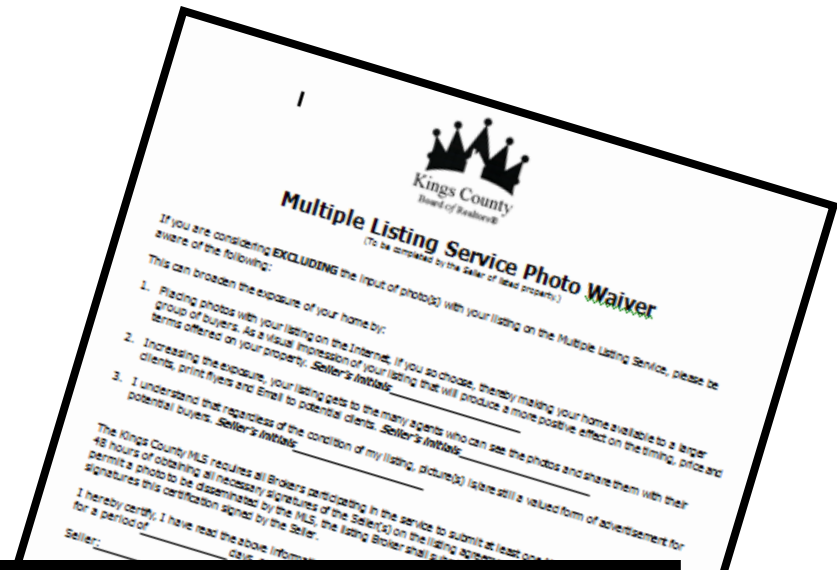 Kings County
Board of Realtors®
Multiple Listing Service Photo Waiver
(To be completed by the Seller of listed property.)
If you are considering EXCLUDING the input of photo(s) with your listing on the Multiple Listing Service, please be
aware of the following:
This can broaden the exposure of your home by:
1. Placing photos with your listing on the Internet, if you so choose, thereby making your home available to a larger
group of buyers. As a visual impression of your listing that will produce a more positive effect on the timing, price and
terms offered on your property. Seller's Initials
2. Increasing the exposure, your listing gets to the many agents who can see the photos and share them with their
clients, print flyers and Email to potential clients. Seller's Initials
3. I understand that regardless of the condition of my listing, picture(s) is/are still a valued form of advertisement for
potential buyers. Seller's Initials
The Kings County MLS requires all Brokers participating in the service to submit at least one
48 hours of obtaining all necessary signatures of the Seller(s) on the listing
permit a photo to be disseminated by the MLS, the listing Broker shall
signatures this certification signed by the Seller.
I hereby certify, I have read the above
for a period of days,
Seller: